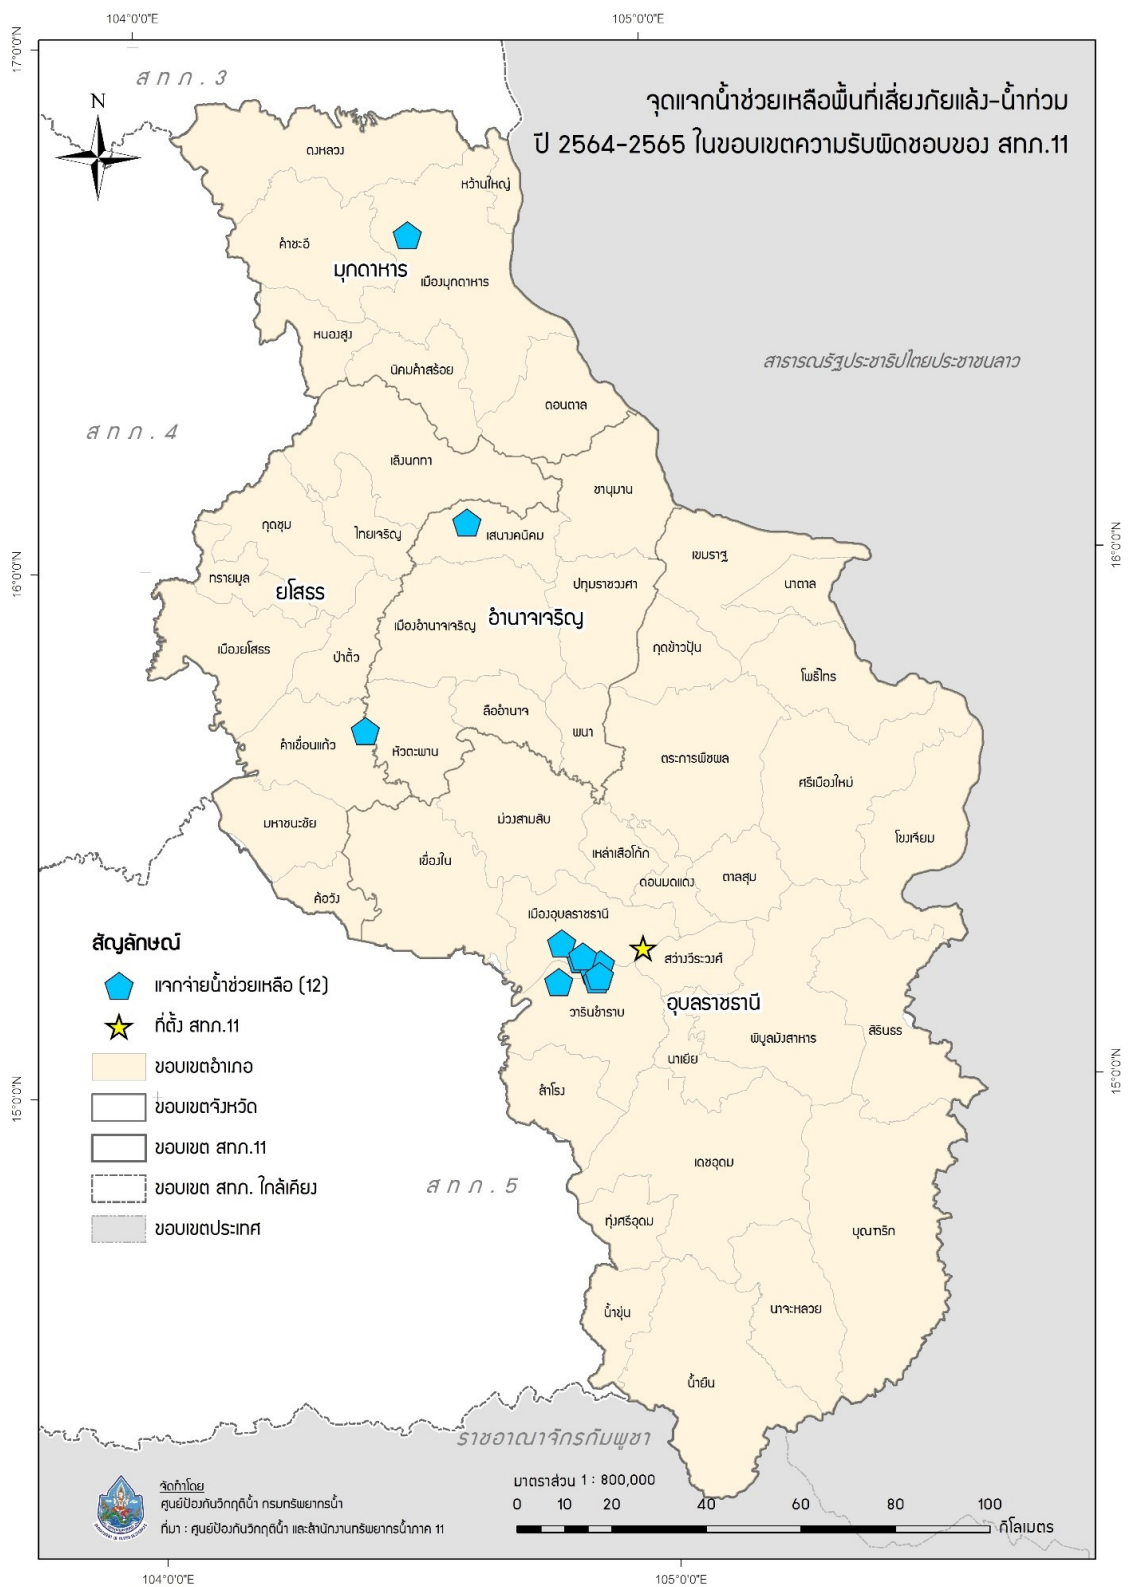 104°0'0"E
105°0'0"E
17°0'0"N
สทภ.3
N
จุดแจกน้ำช่วยเหลือพื้นที่เสี่ยงภัยแล้ง-น้ำท่วม
ปี 2564-2565 ในขอบเขตความรับผิดชอบของ สทภ.11
ดงหลวง
หว้านใหญ่
คำชะอี
มุกดาหาร
เมืองมุกดาหาร
หนองสูง
นิคมคำสร้อย
สาธารณรัฐประชาธิปไตยประชาชนลาว
ดอนตาล
สทภ.4
เลิงนกทา
ชานุมาน
กุดชุม
ไทยเจริญ
เสนางคนิคม
เขมราฐ
16°0'0"N
16°0'0"N
ทรายมูล
ยโสธร
ปทุมราชวงศา
นาตาล
เมืองอำนาจเจริญ
อำนาจเจริญ
เมืองยโสธร
ป่าติ้ว
กุดข้าวปุ้น
โพธิ์ไทร
ลืออำนาจ
พนา
คำเขื่อนแก้ว
หัวตะพาน
ตระการพืชผล
ศรีเมืองใหม่
มหาชนะชัย
ม่วงสามสิบ
โขงเจียม
เขื่องใน
เหล่าเสือโก้ก
ดอนมดแดง
ตาลสุม
ค้อวัง
เมืองอุบลราชธานี
สว่างวีระวงศ์
อุบลราชธานี
วารินชำราบ
พิบูลมังสาหาร
สิรินธร
นาเยีย
สำโรง
15°0'0"N
15°0'0"N
เดชอุดม
สทภ.5
ทุ่งศรีอุดม
บุณฑริก
น้ำขุ่น
นาจะหลวย
น้ำยืน
ราชอาณาจักรกัมพูชา
สัญลักษณ์
แจกจ่ายน้ำช่วยเหลือ (12)
ที่ตั้ง สทภ.11
ขอบเขตอำเภอ
ขอบเขตจังหวัด
ขอบเขต สทภ.11
ขอบเขต สทภ. ใกล้เคียง
ขอบเขตประเทศ
จัดทำโดย
ศูนย์ป้องกันวิกฤติน้ำ กรมทรัพยากรน้ำ
ที่มา : ศูนย์ป้องกันวิกฤติน้ำ และสำนักงานทรัพยากรน้ำภาค 11
มาตราส่วน 1 : 800,000
0 10 20 40 60 80 100
กิโลเมตร
104°0'0"E
105°0'0"E